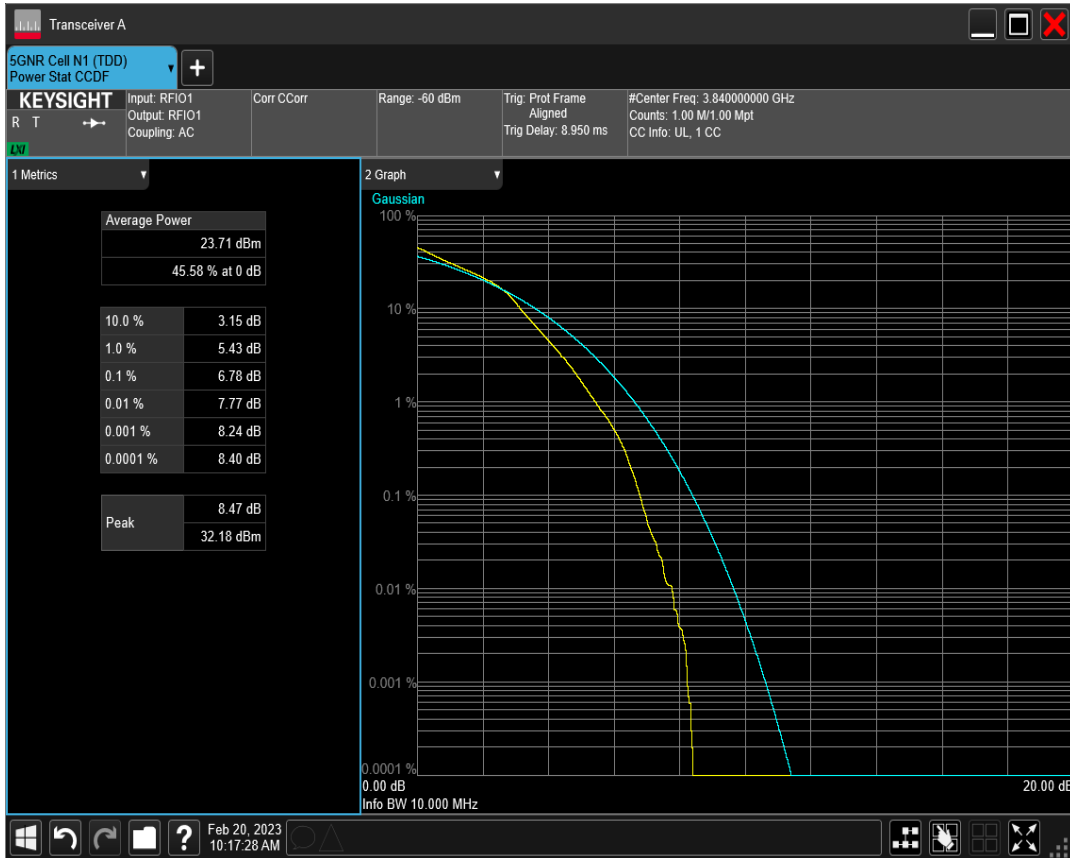 Transceiver A
5GNR Cell N1 (TDD)
Power Stat CCDF
+
KEYSIGHT
R T
LXI
Input: RFIO1
Output: RFIO1
Coupling: AC
Corr CCorr
Range: -60 dBm
Trig: Prot Frame
Aligned
Trig Delay: 8.950 ms
#Center Freq: 3.840000000 GHz
Counts: 1.00 M/1.00 Mpt
CC Info: UL, 1 CC
1 Metrics
Average Power
23.71 dBm
45.58 % at 0 dB
10.0 % 3.15 dB
1.0 % 5.43 dB
0.1 % 6.78 dB
0.01 % 7.77 dB
0.001 % 8.24 dB
0.0001 % 8.40 dB
Peak
8.47 dB
32.18 dBm
2 Graph
Gaussian
100 %
10 %
1 %
0.1 %
0.01 %
0.001 %
0.0001 %
0.00 dB
20.00 dB
Info BW 10.000 MHz
?
Feb 20, 2023
10:17:28 AM